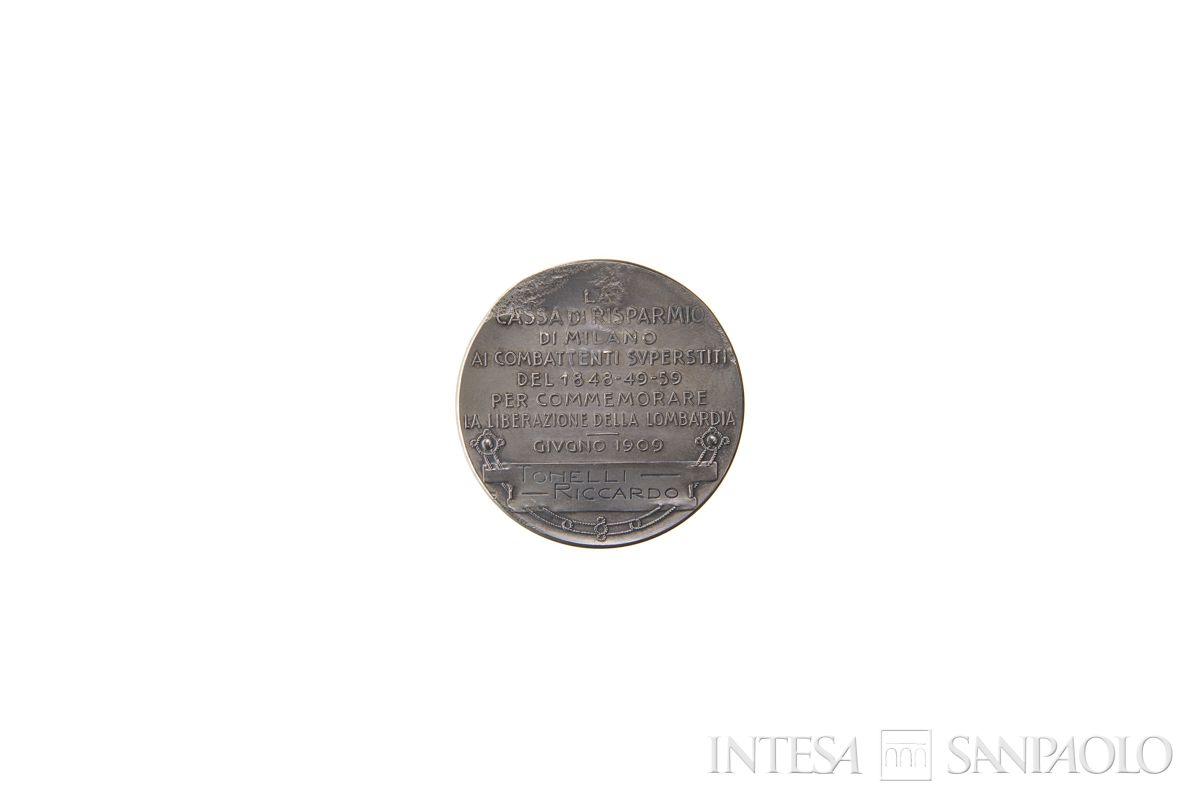 LA
CASSA DI RISPARMIO
DI MILANO
AI COMBATTENTI SVPERSTITI
DEL 1848-49-59
PER COMMEMORARE
LA LIBERAZIONE DELLA LOMBARDIA
GIVGNO 1909
TONELLI —
— RICCARDO
INTESA SANPAOLO